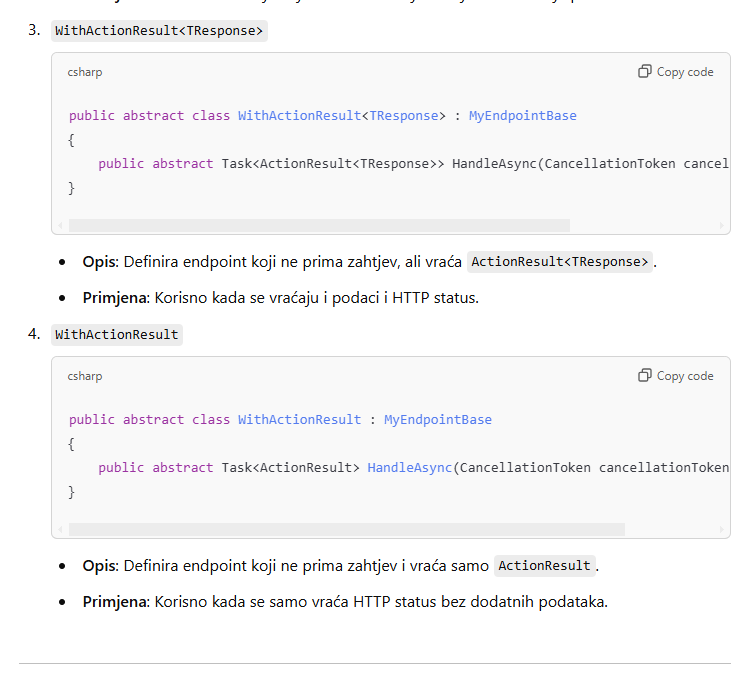 3. WithActionResult<TResponse>
csharp Copy code
public abstract class WithActionResult<TResponse> : MyEndpointBase
{
public abstract Task<ActionResult<TResponse>> HandleAsync(CancellationToken cancel
}
• Opis: Definira endpoint koji ne prima zahtjev, ali vraća ActionResult<TResponse>.
• Primjena: Korisno kada se vraćaju i podaci i HTTP status.
4. WithActionResult
csharp Copy code
public abstract class WithActionResult : MyEndpointBase
{
public abstract Task<ActionResult> HandleAsync(CancellationToken cancellationToken
}
• Opis: Definira endpoint koji ne prima zahtjev i vraća samo ActionResult.
• Primjena: Korisno kada se samo vraća HTTP status bez dodatnih podataka.